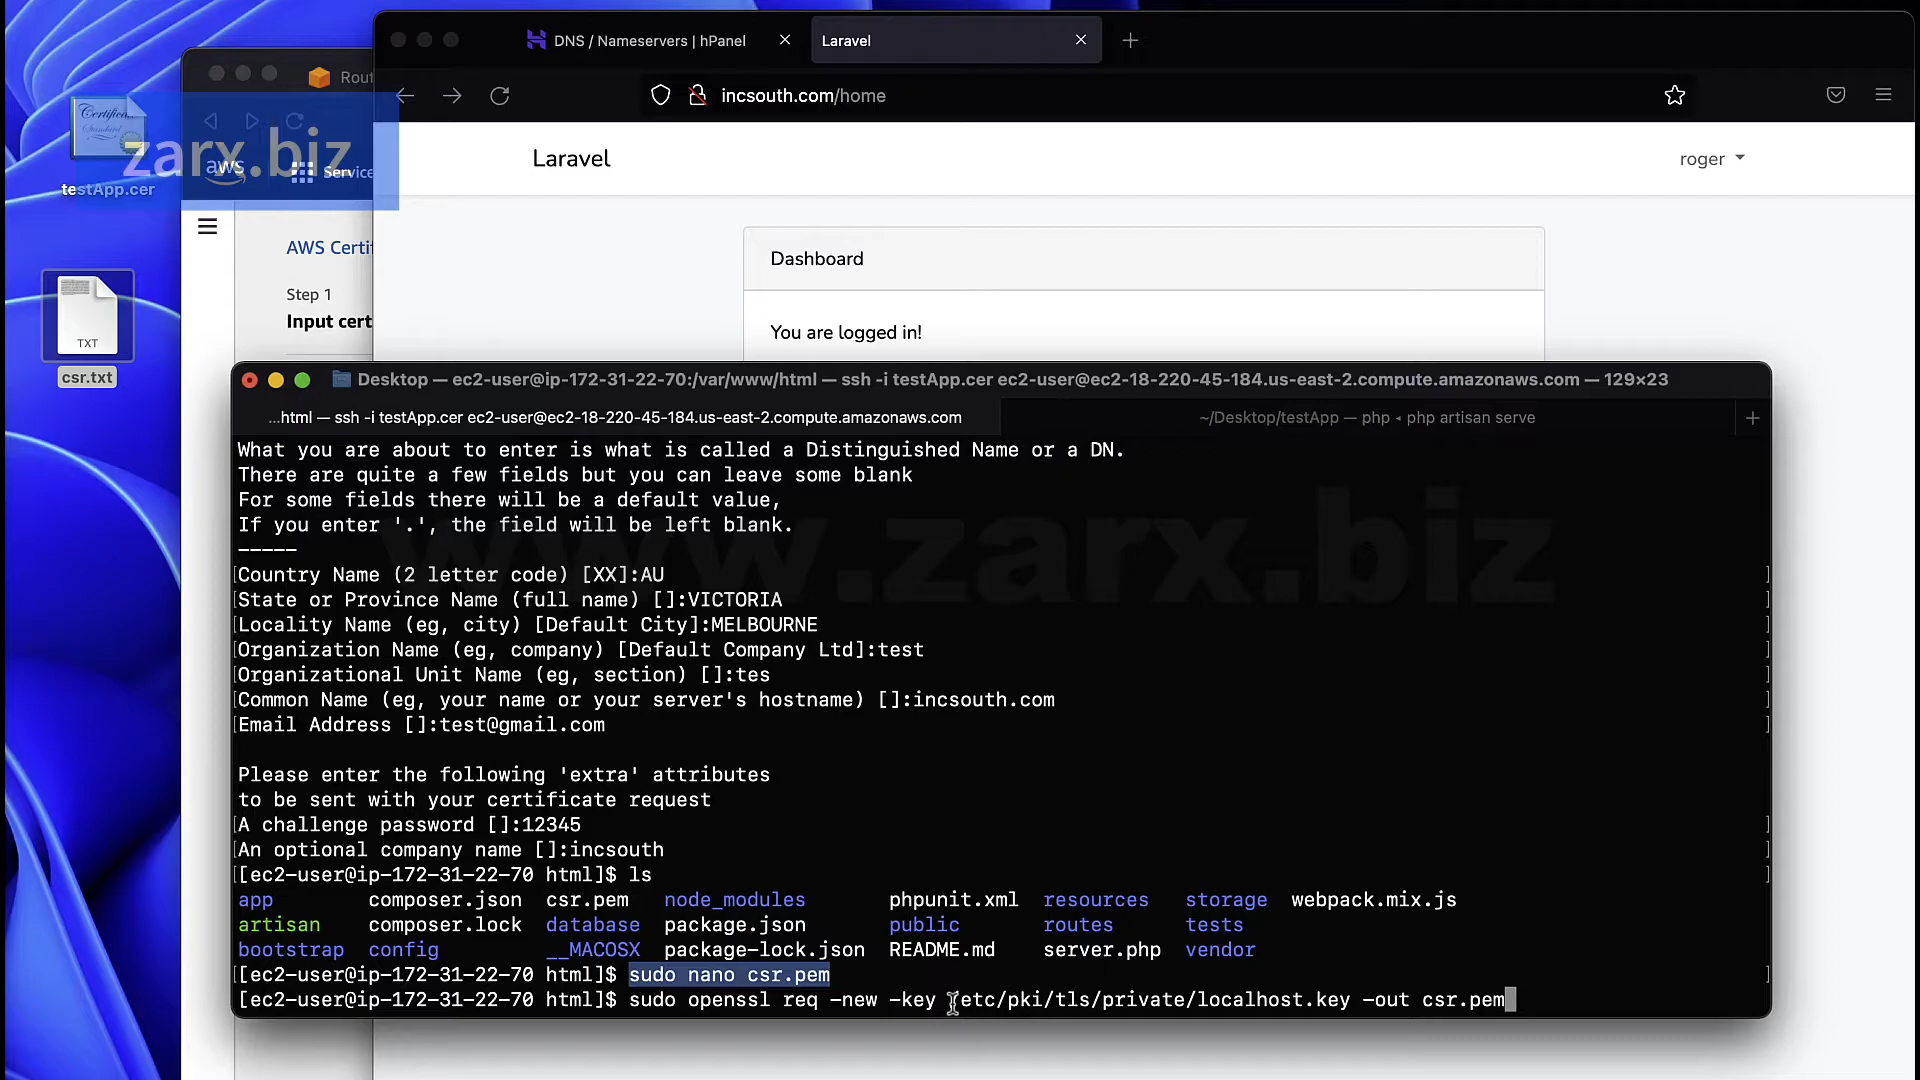 DNS / Nameservers | hPanel
Laravel
Rout
incsouth.com/home
zarx.biz
aws
Service
testApp.cer
Laravel
roger
AWS Certif
Step 1
Input cert
Dashboard
You are logged in!
TXT
csr.txt
Desktop — ec2-user@ip-172-31-22-70:/var/www/html — ssh -i testApp.cer ec2-user@ec2-18-220-45-184.us-east-2.compute.amazonaws.com — 129×23
...html — ssh -i testApp.cer ec2-user@ec2-18-220-45-184.us-east-2.compute.amazonaws.com
~/Desktop/testApp — php ◂ php artisan serve
What you are about to enter is what is called a Distinguished Name or a DN.
There are quite a few fields but you can leave some blank
For some fields there will be a default value,
If you enter '.', the field will be left blank.
-----
[Country Name (2 letter code) [XX]:AU ]
[State or Province Name (full name) []:VICTORIA ]
[Locality Name (eg, city) [Default City]:MELBOURNE ]
[Organization Name (eg, company) [Default Company Ltd]:test ]
[Organizational Unit Name (eg, section) []:tes ]
[Common Name (eg, your name or your server's hostname) []:incsouth.com ]
[Email Address []:test@gmail.com ]
Please enter the following 'extra' attributes
to be sent with your certificate request
[A challenge password []:12345 ]
[An optional company name []:incsouth ]
[[ec2-user@ip-172-31-22-70 html]$ ls ]
app composer.json csr.pem node_modules phpunit.xml resources storage webpack.mix.js
artisan composer.lock database package.json public routes tests
bootstrap config __MACOSX package-lock.json README.md server.php vendor
[[ec2-user@ip-172-31-22-70 html]$ sudo nano csr.pem ]
[ec2-user@ip-172-31-22-70 html]$ sudo openssl req -new -key /etc/pki/tls/private/localhost.key -out csr.pem
www.zarx.biz